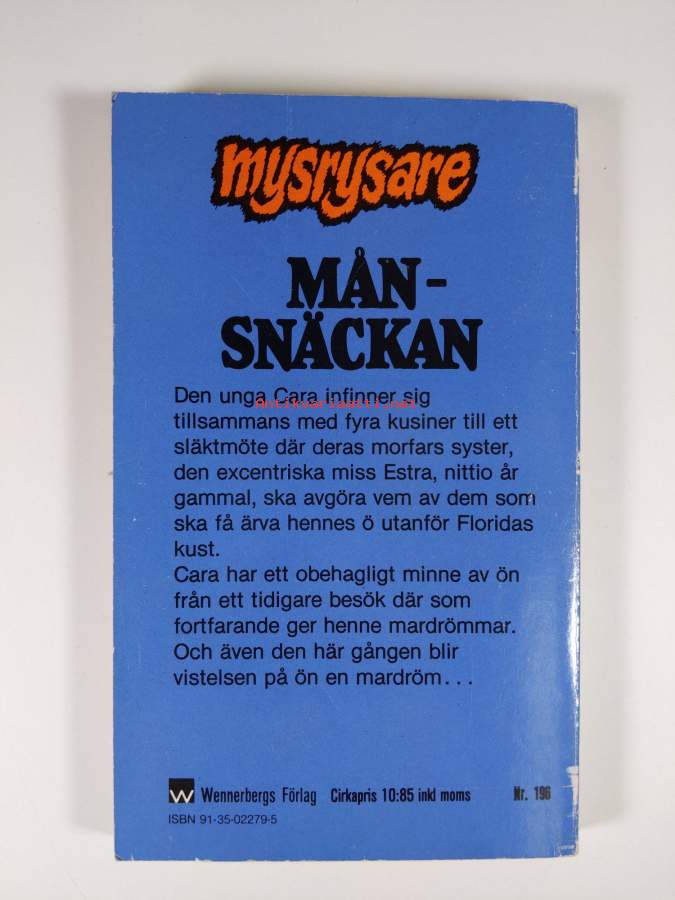 mysrysare
MÅN-
SNÄCKAN
Den unga Cara infinner sig
antikvariaatti.net
tillsammans med fyra kusiner till ett
släktmöte där deras morfars syster,
den excentriska miss Estra, nittio år
gammal, ska avgöra vem av dem som
ska få ärva hennes ö utanför Floridas
kust.
Cara har ett obehagligt minne av ön
från ett tidigare besök där som
fortfarande ger henne mardrömmar.
Och även den här gången blir
vistelsen på ön en mardröm...
W Wennerbergs Förlag Cirkapris 10:85 inkl moms Nr. 196
ISBN 91-35-02279-5